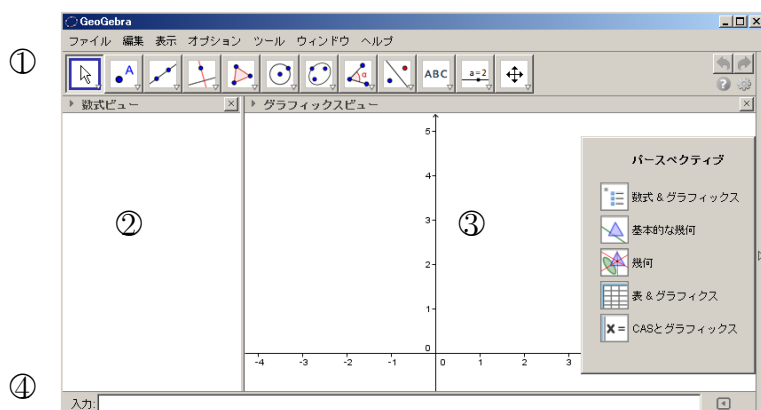 GeoGebra
ファイル 編集 表示 オプション ツール ウィンドウ ヘルプ
①
A
α
ABC
a=2
数式ビュー
グラフィックスビュー
5
4
3
2
1
0
-4 -3 -2 -1 0 1 2 3
②
③
パースペクティブ
数式 & グラフィックス
基本的な幾何
幾何
表 & グラフィクス
X= CASとグラフィックス
④
入力: